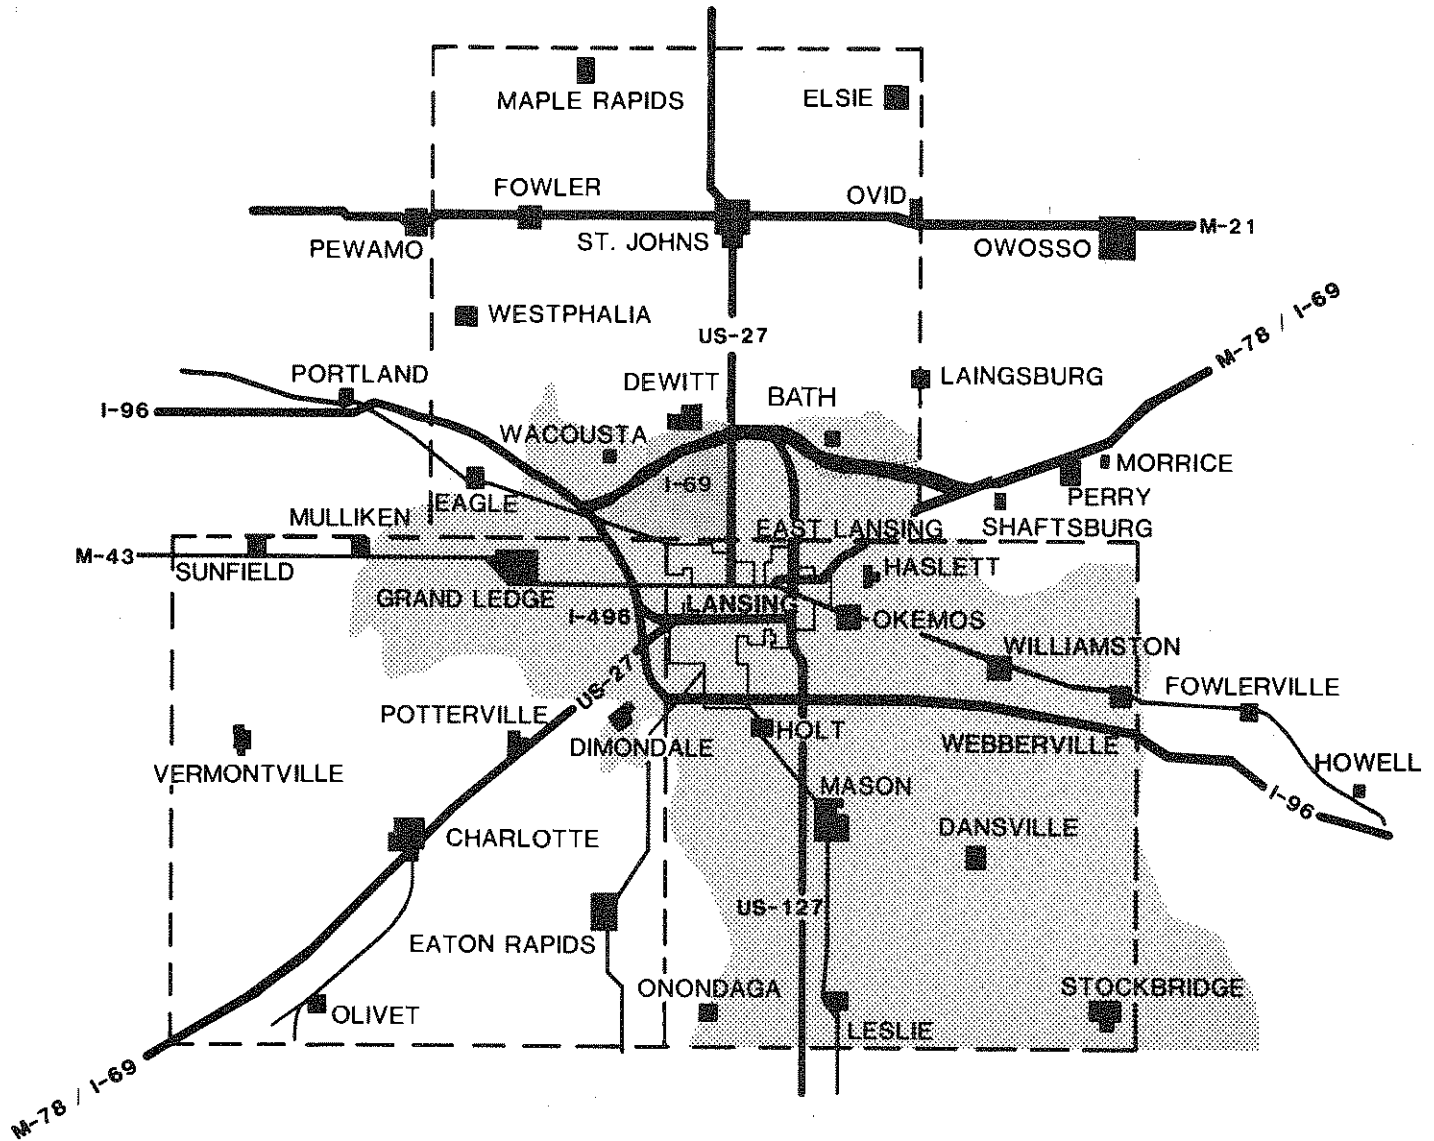 MAPLE RAPIDS
ELSIE
FOWLER
OVID
PEWAMO
ST. JOHNS
OWOSSO
M-21
WESTPHALIA
US-27
M-78 / I-69
PORTLAND
DEWITT
LAINGSBURG
I-96
BATH
WACOUSTA
MORRICE
I-69
EAGLE
PERRY
MULLIKEN
EAST LANSING
SHAFTSBURG
M-43
SUNFIELD
HASLETT
GRAND LEDGE
LANSING
I-496
OKEMOS
WILLIAMSTON
US-27
FOWLERVILLE
POTTERVILLE
DIMONDALE
HOLT
WEBBERVILLE
VERMONTVILLE
HOWELL
MASON
I-96
CHARLOTTE
DANSVILLE
US-127
EATON RAPIDS
ONONDAGA
STOCKBRIDGE
OLIVET
LESLIE
M-78 / I-69